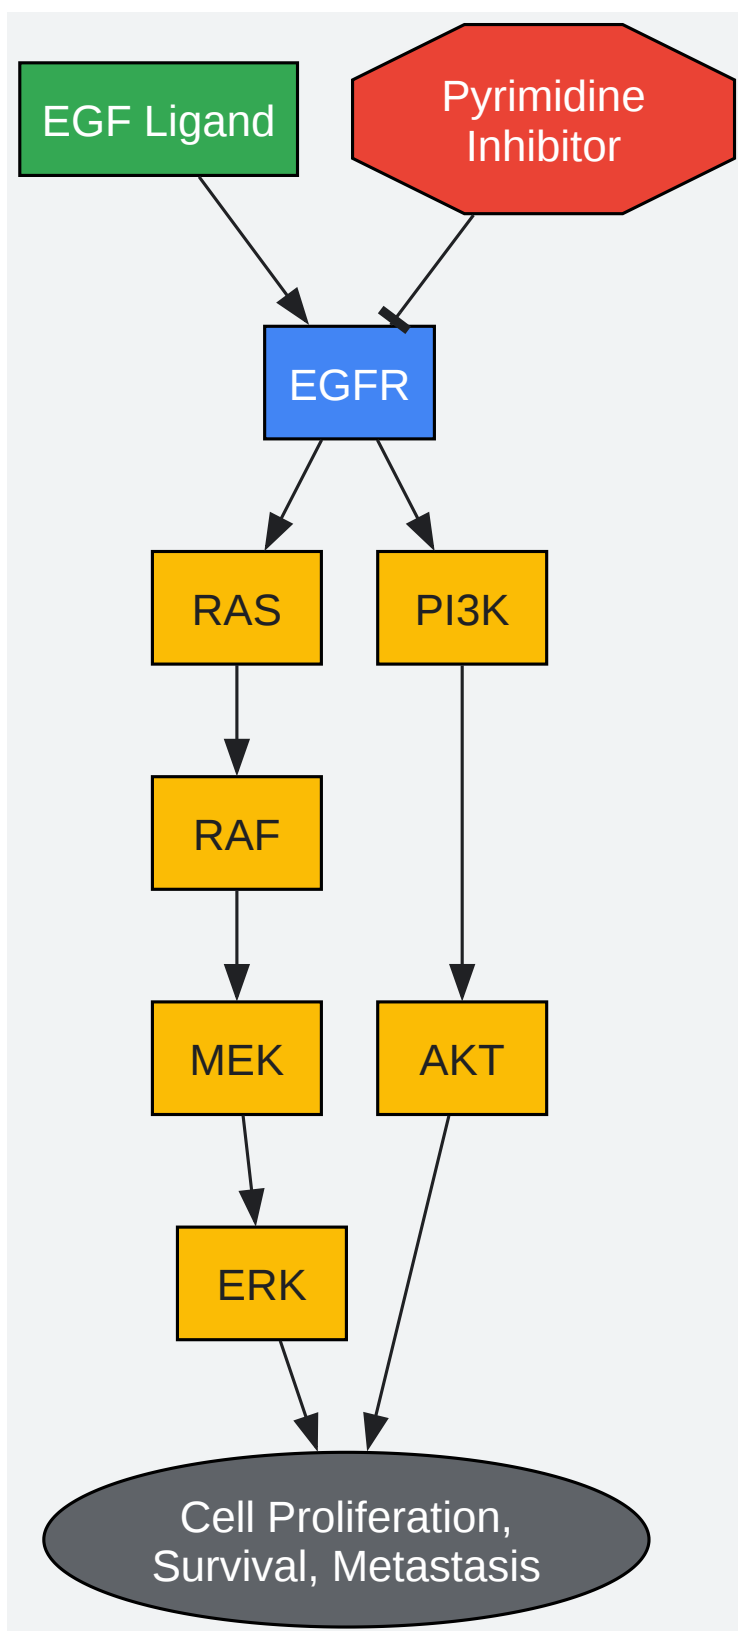 EGF Ligand
Pyrimidine
Inhibitor
EGFR
RAS
PI3K
RAF
MEK
AKT
ERK
Cell Proliferation,
Survival, Metastasis